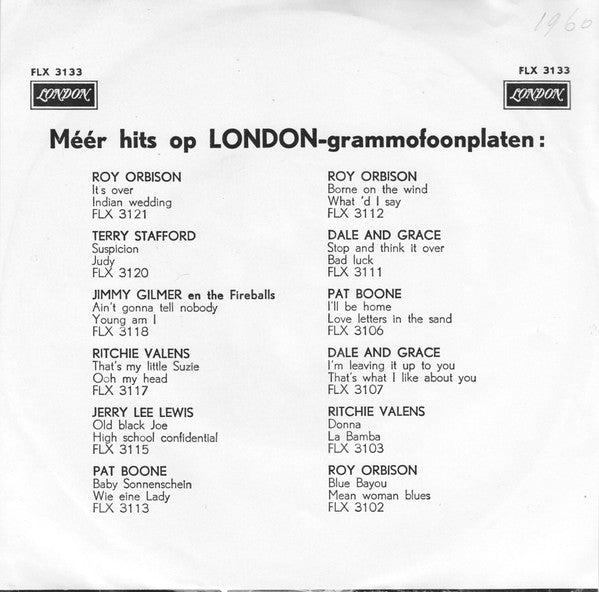 1960
FLX 3133
FLX 3133
LONDON
LONDON
Méér hits op LONDON-grammofoonplaten:
ROY ORBISON
It's over
Indian wedding
FLX 3121
TERRY STAFFORD
Suspicion
Judy
FLX 3120
JIMMY GILMER en the Fireballs
Ain't gonna tell nobody
Young am I
FLX 3118
RITCHIE VALENS
That's my little Suzie
Ooh my head
FLX 3117
JERRY LEE LEWIS
Old black Joe
High school confidential
FLX 3115
PAT BOONE
Baby Sonnenschein
Wie eine Lady
FLX 3113
ROY ORBISON
Borne on the wind
What 'd I say
FLX 3112
DALE AND GRACE
Stop and think it over
Bad luck
FLX 3111
PAT BOONE
I'll be home
Love letters in the sand
FLX 3106
DALE AND GRACE
I'm leaving it up to you
That's what I like about you
FLX 3107
RITCHIE VALENS
Donna
La Bamba
FLX 3103
ROY ORBISON
Blue Bayou
Mean woman blues
FLX 3102